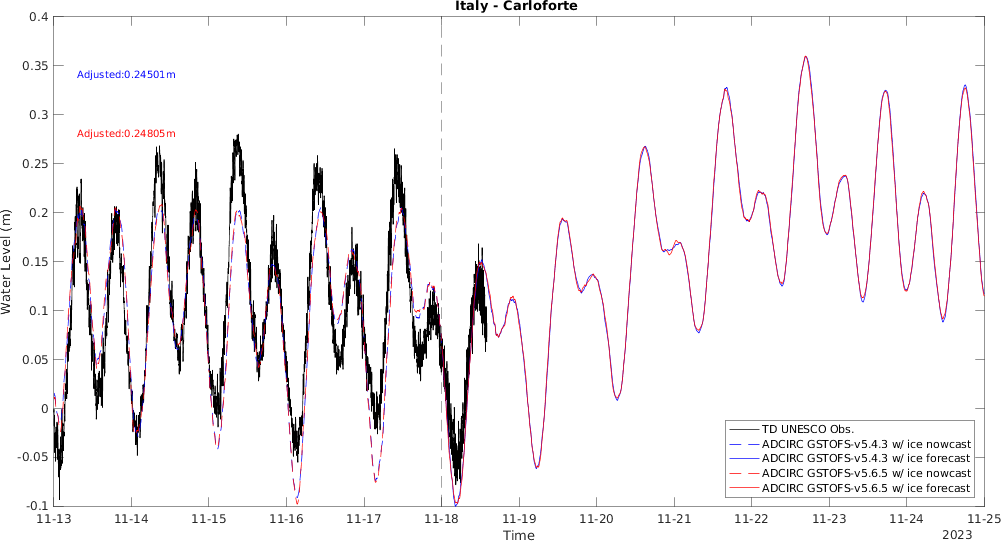 Italy - Carloforte
0.4
0.35
0.3
0.25
0.2
0.15
0.1
0.05
0
-0.05
-0.1
Water Level (m)
Adjusted:0.24501m
Adjusted:0.24805m
TD UNESCO Obs.
ADCIRC GSTOFS-v5.4.3 w/ ice nowcast
ADCIRC GSTOFS-v5.4.3 w/ ice forecast
ADCIRC GSTOFS-v5.6.5 w/ ice nowcast
ADCIRC GSTOFS-v5.6.5 w/ ice forecast
11-13 11-14 11-15 11-16 11-17 11-18 11-19 11-20 11-21 11-22 11-23 11-24 11-25
Time
2023